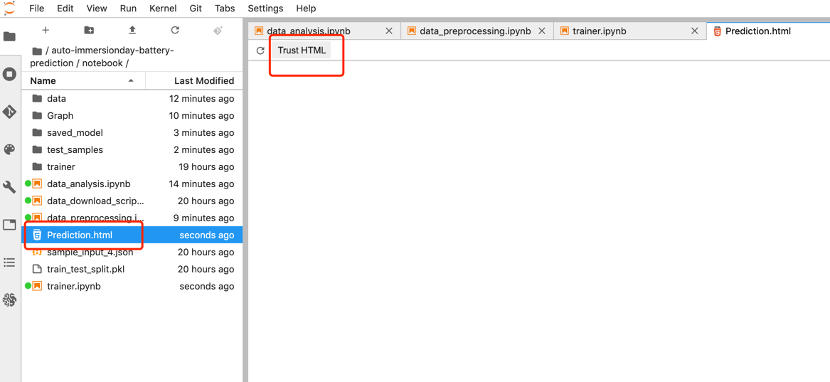 File Edit View Run Kernel Git Tabs Settings Help
data_analysis.ipynb
data_preprocessing.ipynb
trainer.ipynb
Prediction.html
Trust HTML
/ auto-immersionday-battery-
prediction / notebook /
Name Last Modified
data 12 minutes ago
Graph 10 minutes ago
saved_model 3 minutes ago
test_samples 2 minutes ago
trainer 19 hours ago
data_analysis.ipynb 14 minutes ago
data_download_scrip... 20 hours ago
data_preprocessing.i... 9 minutes ago
Prediction.html seconds ago
sample_input_4.json 20 hours ago
train_test_split.pkl 20 hours ago
trainer.ipynb seconds ago